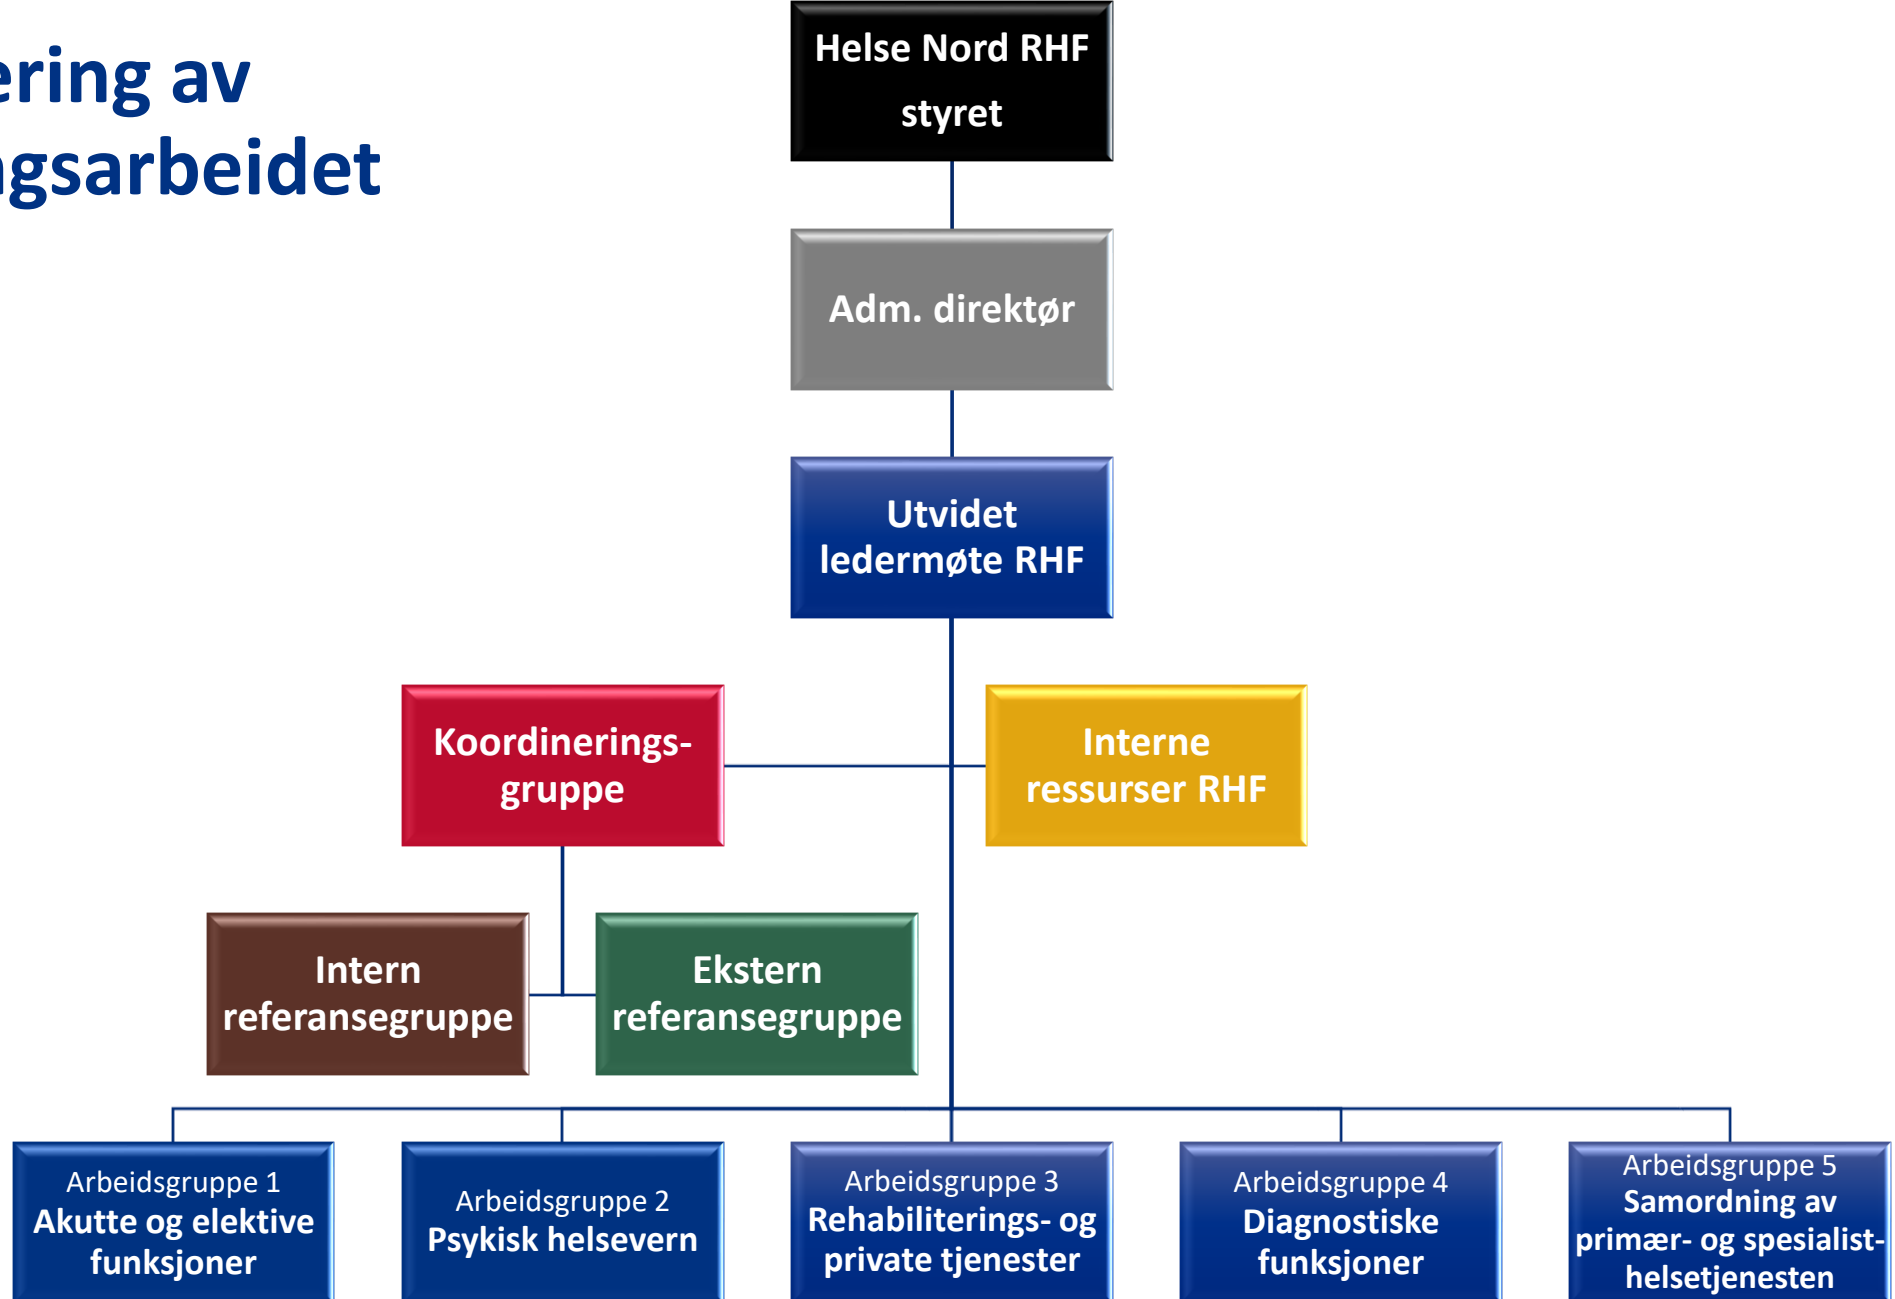 ering av
ngsarbeidet
Helse Nord RHF
styret
Adm. direktør
Utvidet
ledermøte RHF
Koordinerings-
gruppe
Interne
ressurser RHF
Intern
referansegruppe
Ekstern
referansegruppe
Arbeidsgruppe 1
Akutte og elektive
funksjoner
Arbeidsgruppe 2
Psykisk helsevern
Arbeidsgruppe 3
Rehabiliterings- og
private tjenester
Arbeidsgruppe 4
Diagnostiske
funksjoner
Arbeidsgruppe 5
Samordning av
primær- og spesialist-
helsetjenesten